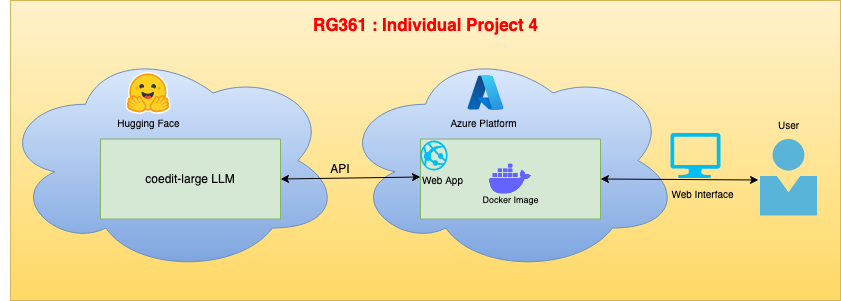 RG361 : Individual Project 4
Hugging Face
coedit-large LLM
API
Azure Platform
Web App
Docker Image
Web Interface
User